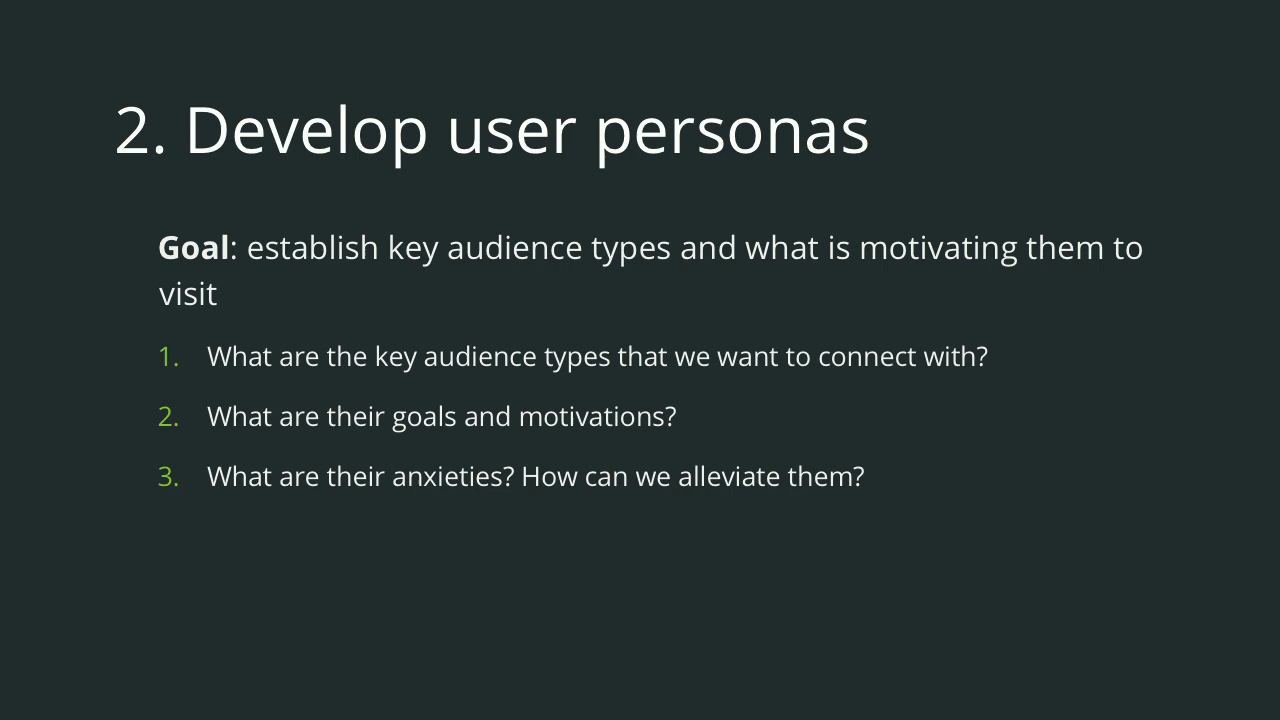 2. Develop user personas
Goal: establish key audience types and what is motivating them to
visit
1. What are the key audience types that we want to connect with?
2. What are their goals and motivations?
3. What are their anxieties? How can we alleviate them?